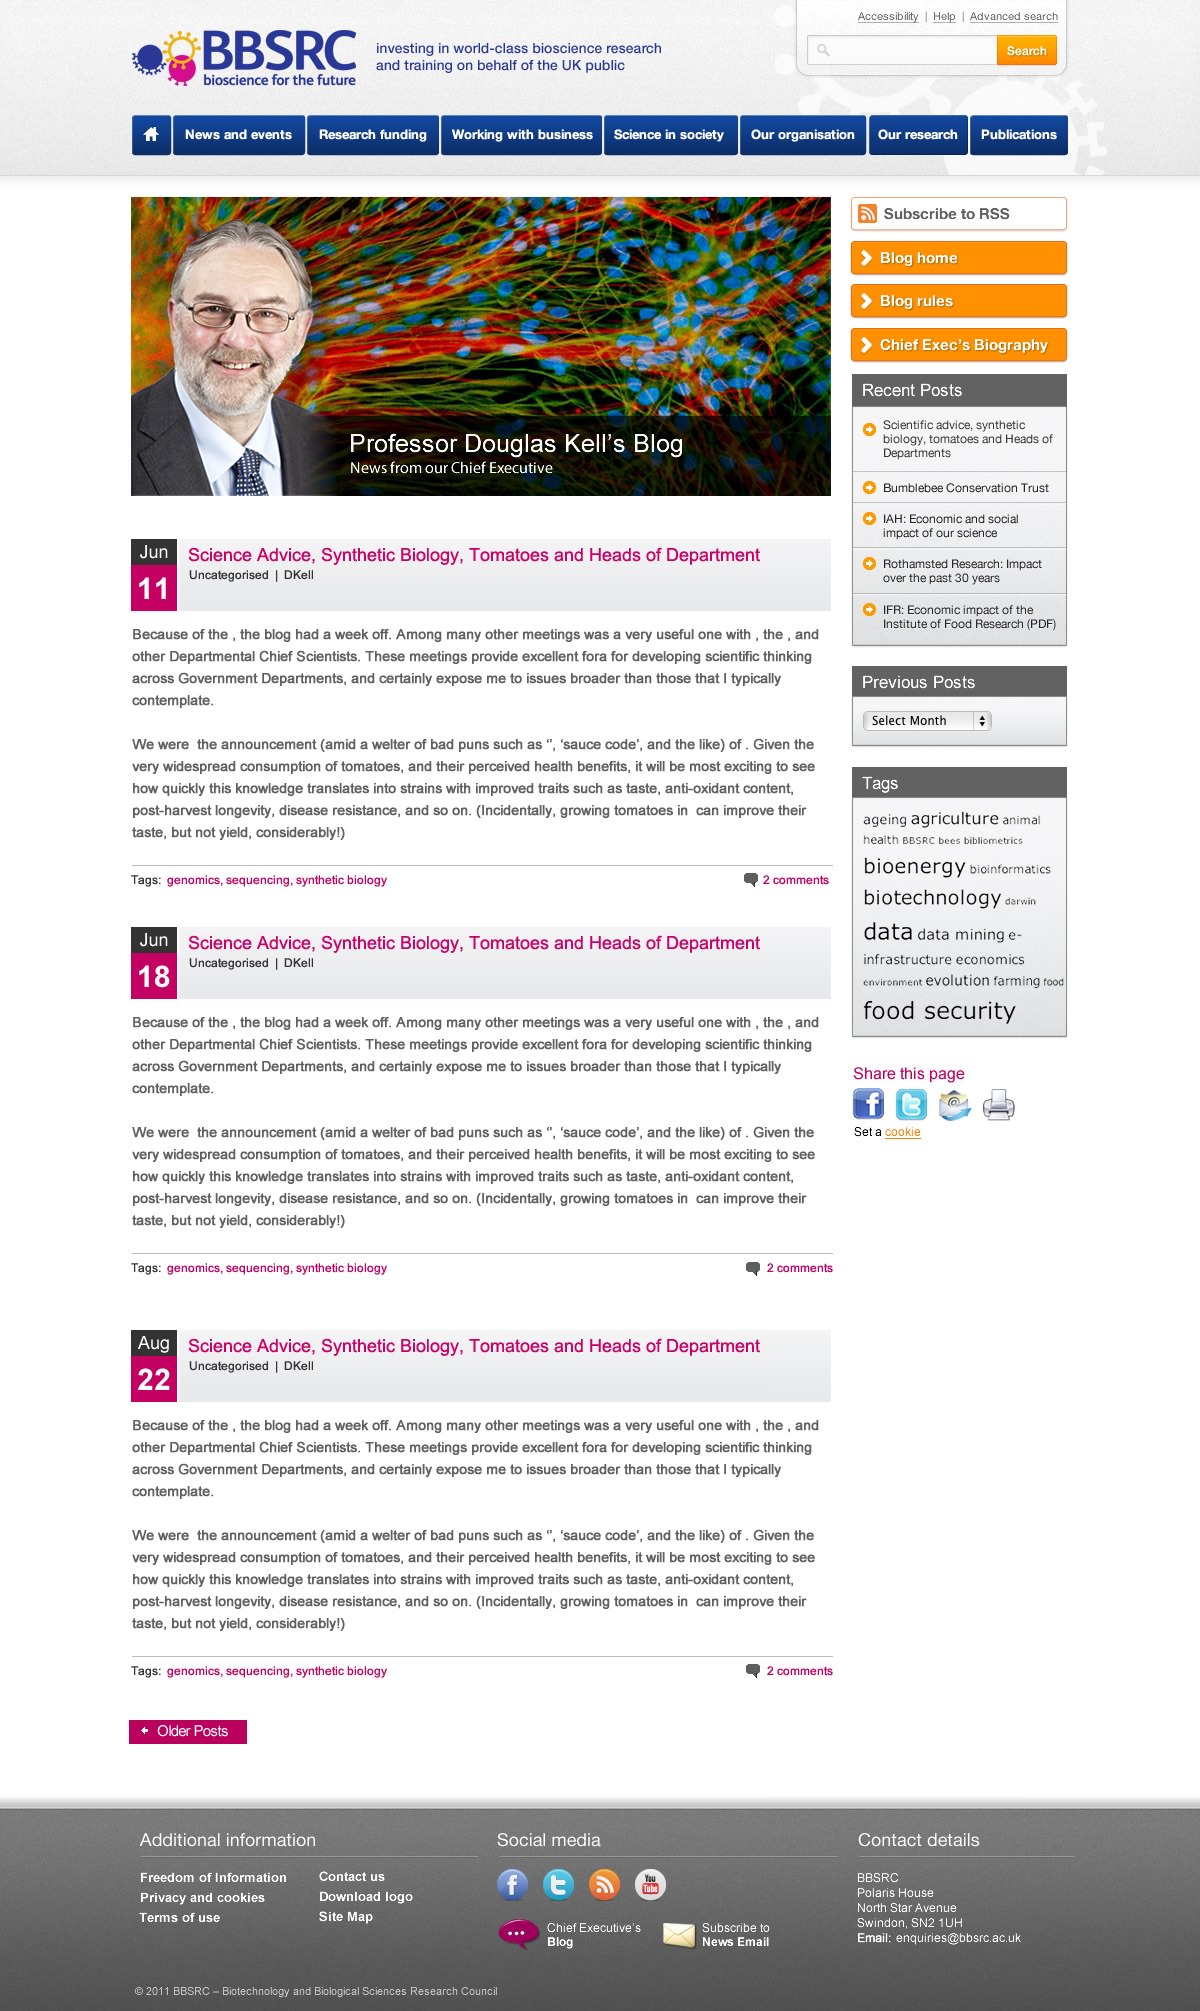 Accessibility | Help | Advanced search
BBSRC
bioscience for the future
investing in world-class bioscience research
and training on behalf of the UK public
Search
News and events
Research funding
Working with business
Science in society
Our organisation
Our research
Publications
Professor Douglas Kell's Blog
News from our Chief Executive
Jun
11
Science Advice, Synthetic Biology, Tomatoes and Heads of Department
Uncategorised | DKell
Because of the , the blog had a week off. Among many other meetings was a very useful one with , the , and
other Departmental Chief Scientists. These meetings provide excellent fora for developing scientific thinking
across Government Departments, and certainly expose me to issues broader than those that I typically
contemplate.
We were  the announcement (amid a welter of bad puns such as ‘’, ‘sauce code’, and the like) of . Given the
very widespread consumption of tomatoes, and their perceived health benefits, it will be most exciting to see
how quickly this knowledge translates into strains with improved traits such as taste, anti-oxidant content,
post-harvest longevity, disease resistance, and so on. (Incidentally, growing tomatoes in  can improve their
taste, but not yield, considerably!)
Tags: genomics, sequencing, synthetic biology
2 comments
Jun
18
Science Advice, Synthetic Biology, Tomatoes and Heads of Department
Uncategorised | DKell
Because of the , the blog had a week off. Among many other meetings was a very useful one with , the , and
other Departmental Chief Scientists. These meetings provide excellent fora for developing scientific thinking
across Government Departments, and certainly expose me to issues broader than those that I typically
contemplate.
We were  the announcement (amid a welter of bad puns such as ‘’, ‘sauce code’, and the like) of . Given the
very widespread consumption of tomatoes, and their perceived health benefits, it will be most exciting to see
how quickly this knowledge translates into strains with improved traits such as taste, anti-oxidant content,
post-harvest longevity, disease resistance, and so on. (Incidentally, growing tomatoes in  can improve their
taste, but not yield, considerably!)
Tags: genomics, sequencing, synthetic biology
2 comments
Aug
22
Science Advice, Synthetic Biology, Tomatoes and Heads of Department
Uncategorised | DKell
Because of the , the blog had a week off. Among many other meetings was a very useful one with , the , and
other Departmental Chief Scientists. These meetings provide excellent fora for developing scientific thinking
across Government Departments, and certainly expose me to issues broader than those that I typically
contemplate.
We were  the announcement (amid a welter of bad puns such as ‘’, ‘sauce code’, and the like) of . Given the
very widespread consumption of tomatoes, and their perceived health benefits, it will be most exciting to see
how quickly this knowledge translates into strains with improved traits such as taste, anti-oxidant content,
post-harvest longevity, disease resistance, and so on. (Incidentally, growing tomatoes in  can improve their
taste, but not yield, considerably!)
Tags: genomics, sequencing, synthetic biology
2 comments
Older Posts
Subscribe to RSS
Blog home
Blog rules
Chief Exec's Biography
Recent Posts
Scientific advice, synthetic
biology, tomatoes and Heads of
Departments
Bumblebee Conservation Trust
IAH: Economic and social
impact of our science
Rothamsted Research: Impact
over the past 30 years
IFR: Economic impact of the
Institute of Food Research (PDF)
Previous Posts
Select Month
Tags
ageing agriculture animal
health BBSRC bees bibliometrics
bioenergy bioinformatics
biotechnology darwin
data data mining e-
infrastructure economics
environment evolution farming food
food security
Share this page
Set a cookie
Additional information
Freedom of Information
Privacy and cookies
Terms of use
Contact us
Download logo
Site Map
Social media
You
Tube
Chief Executive's
Blog
Subscribe to
News Email
Contact details
BBSRC
Polaris House
North Star Avenue
Swindon, SN2 1UH
Email: enquiries@bbsrc.ac.uk
© 2011 BBSRC – Biotechnology and Biological Sciences Research Council